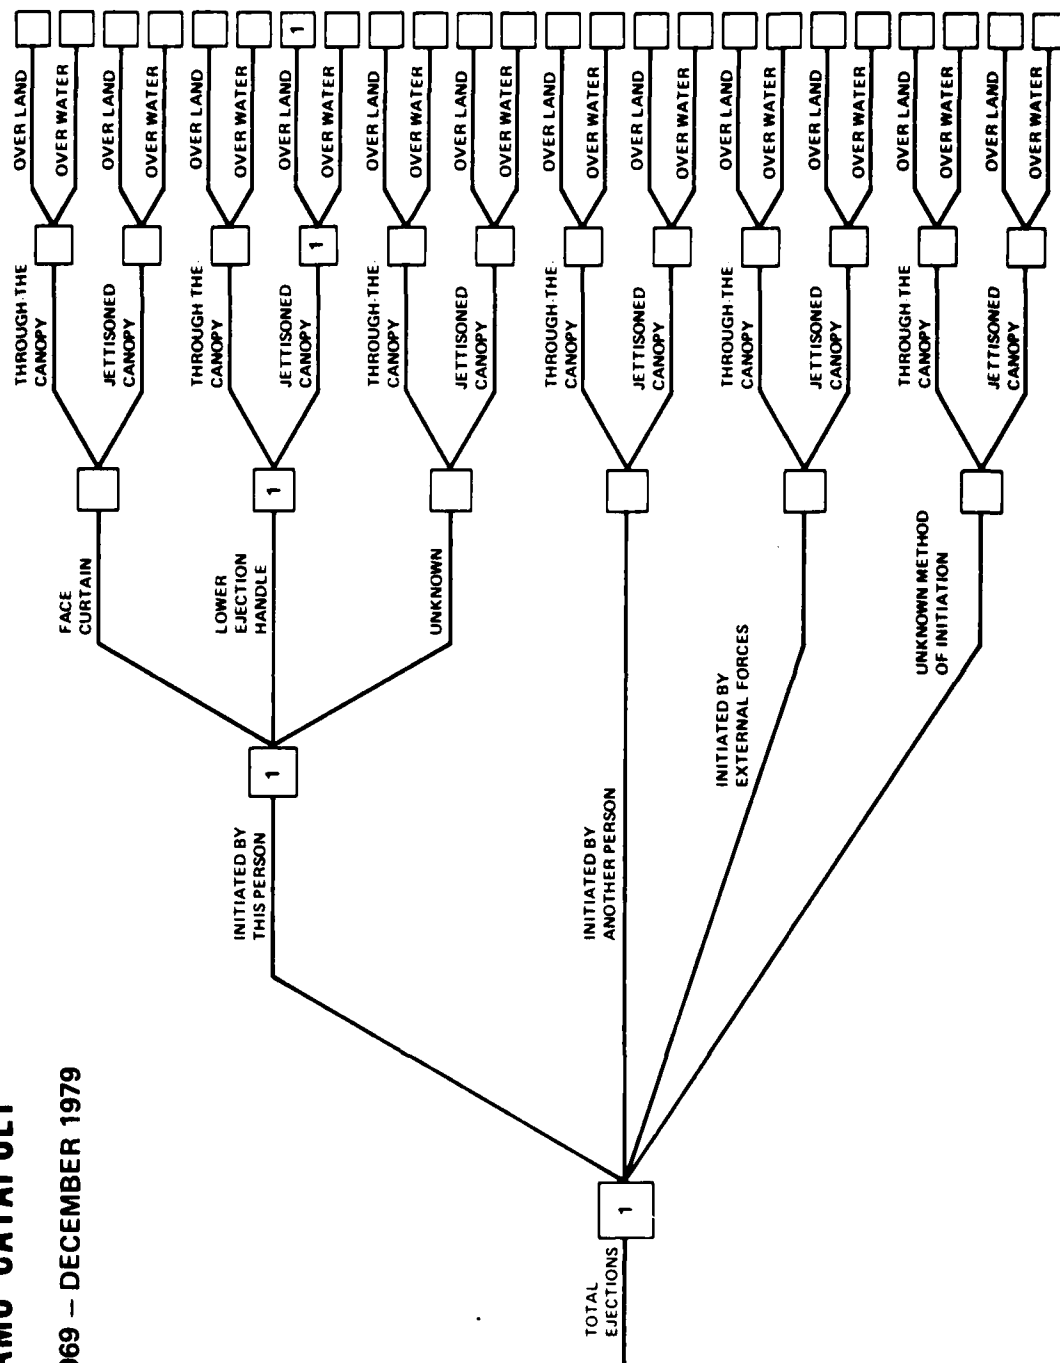 CATAPULT
– DECEMBER 1979
TOTAL
EJECTIONS
1
INITIATED BY
THIS PERSON
1
FACE
CURTAIN
THROUGH-THE
CANOPY
OVER LAND
OVER WATER
JETTISONED
CANOPY
OVER LAND
OVER WATER
LOWER
EJECTION
HANDLE
1
THROUGH THE
CANOPY
OVER LAND
OVER WATER
JETTISONED
CANOPY
1
OVER LAND
1
OVER WATER
UNKNOWN
THROUGH-THE
CANOPY
OVER LAND
OVER WATER
JETTISONED
CANOPY
OVER LAND
OVER WATER
INITIATED BY
ANOTHER PERSON
THROUGH-THE
CANOPY
OVER LAND
OVER WATER
JETTISONED
CANOPY
OVER LAND
OVER WATER
INITIATED BY
EXTERNAL FORCES
THROUGH-THE
CANOPY
OVER LAND
OVER WATER
JETTISONED
CANOPY
OVER LAND
OVER WATER
UNKNOWN METHOD
OF INITIATION
THROUGH-THE
CANOPY
OVER LAND
OVER WATER
JETTISONED
CANOPY
OVER LAND
OVER WATER